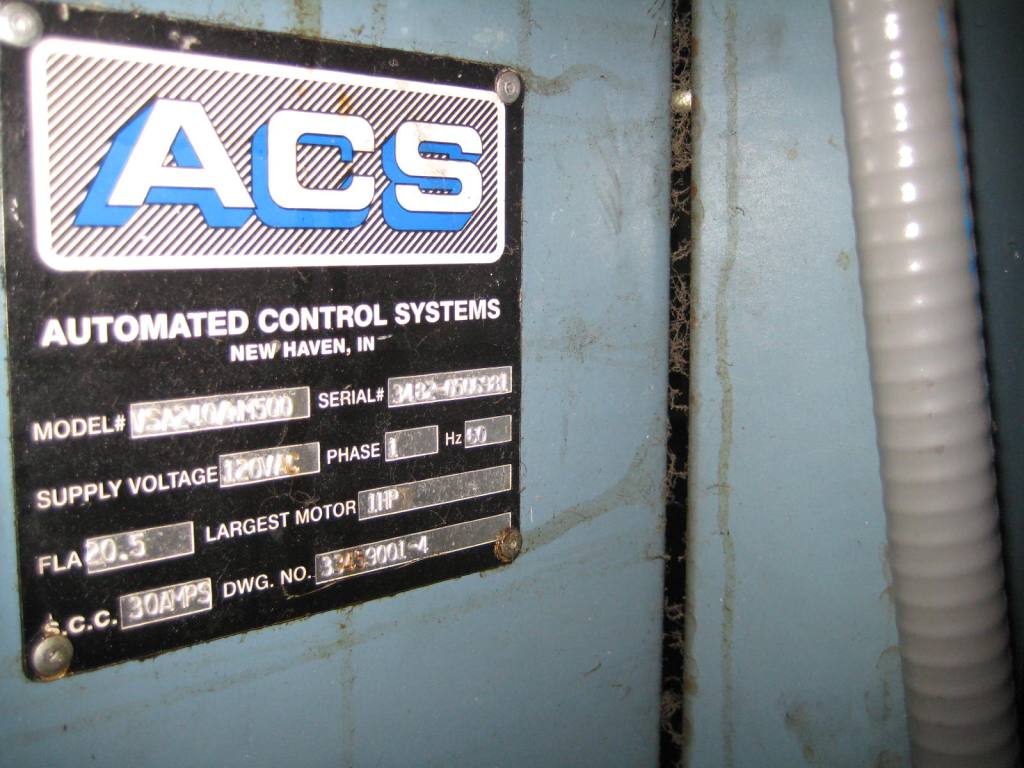 ACS
AUTOMATED CONTROL SYSTEMS
NEW HAVEN, IN
MODEL# SERIAL#
SUPPLY VOLTAGE 120VAC PHASE 1 Hz 60
FLA 20.5 LARGEST MOTOR 1HP
S.C.C. 30AMPS DWG. NO.